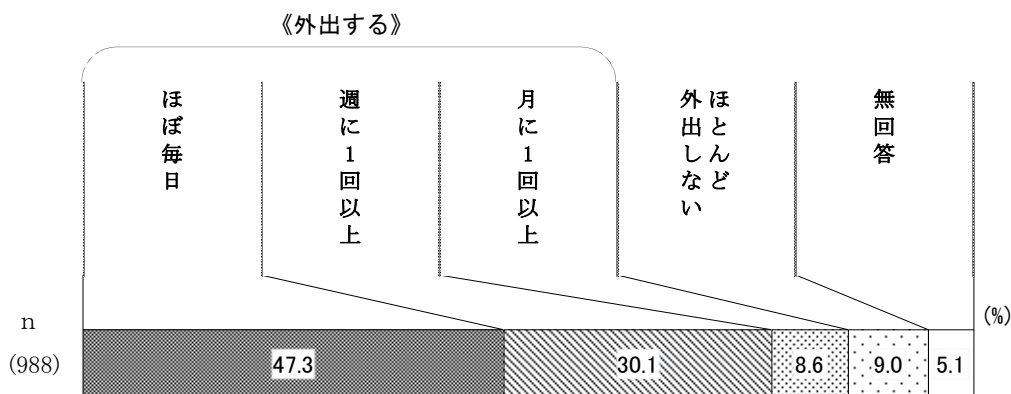 《外出する》
ほぼ毎日
週に1回以上
月に1回以上
ほとんど
外出しない
無回答
(%)
n
(988)
47.3
30.1
8.6
9.0
5.1